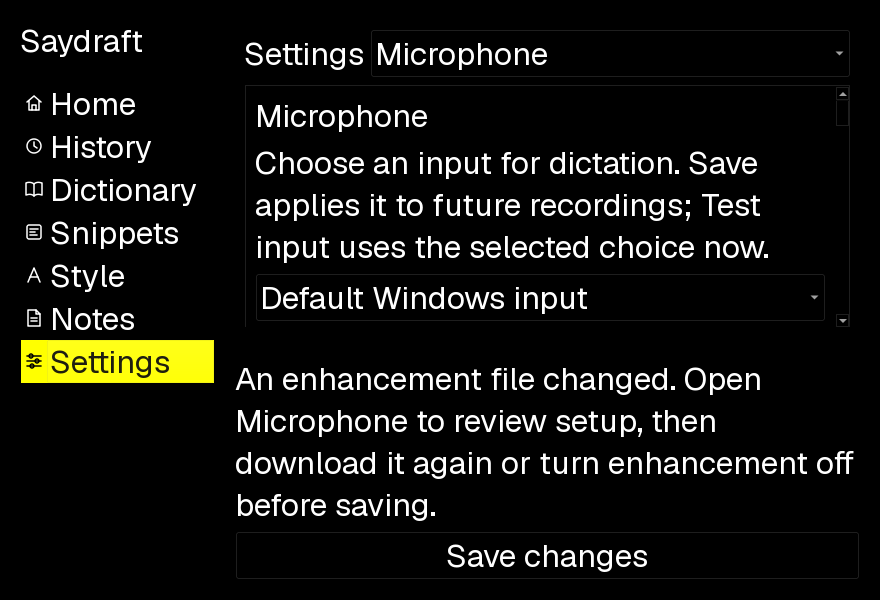 Saydraft
Home
History
Dictionary
Snippets
Style
Notes
Settings
Settings Microphone
Microphone
Choose an input for dictation. Save
applies it to future recordings; Test
input uses the selected choice now.
Default Windows input
An enhancement file changed. Open
Microphone to review setup, then
download it again or turn enhancement off
before saving.
Save changes